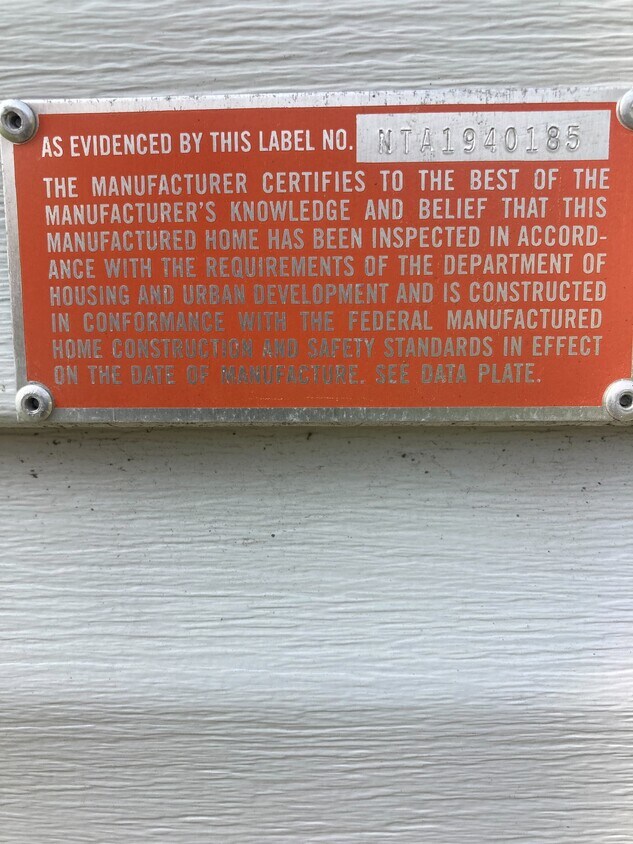 AS EVIDENCED BY THIS LABEL NO. NTA1940185
THE MANUFACTURER CERTIFIES TO THE BEST OF THE
MANUFACTURER'S KNOWLEDGE AND BELIEF THAT THIS
MANUFACTURED HOME HAS BEEN INSPECTED IN ACCORD-
ANCE WITH THE REQUIREMENTS OF THE DEPARTMENT OF
HOUSING AND URBAN DEVELOPMENT AND IS CONSTRUCTED
IN CONFORMANCE WITH THE FEDERAL MANUFACTURED
HOME CONSTRUCTION AND SAFETY STANDARDS IN EFFECT
ON THE DATE OF MANUFACTURE. SEE DATA PLATE.